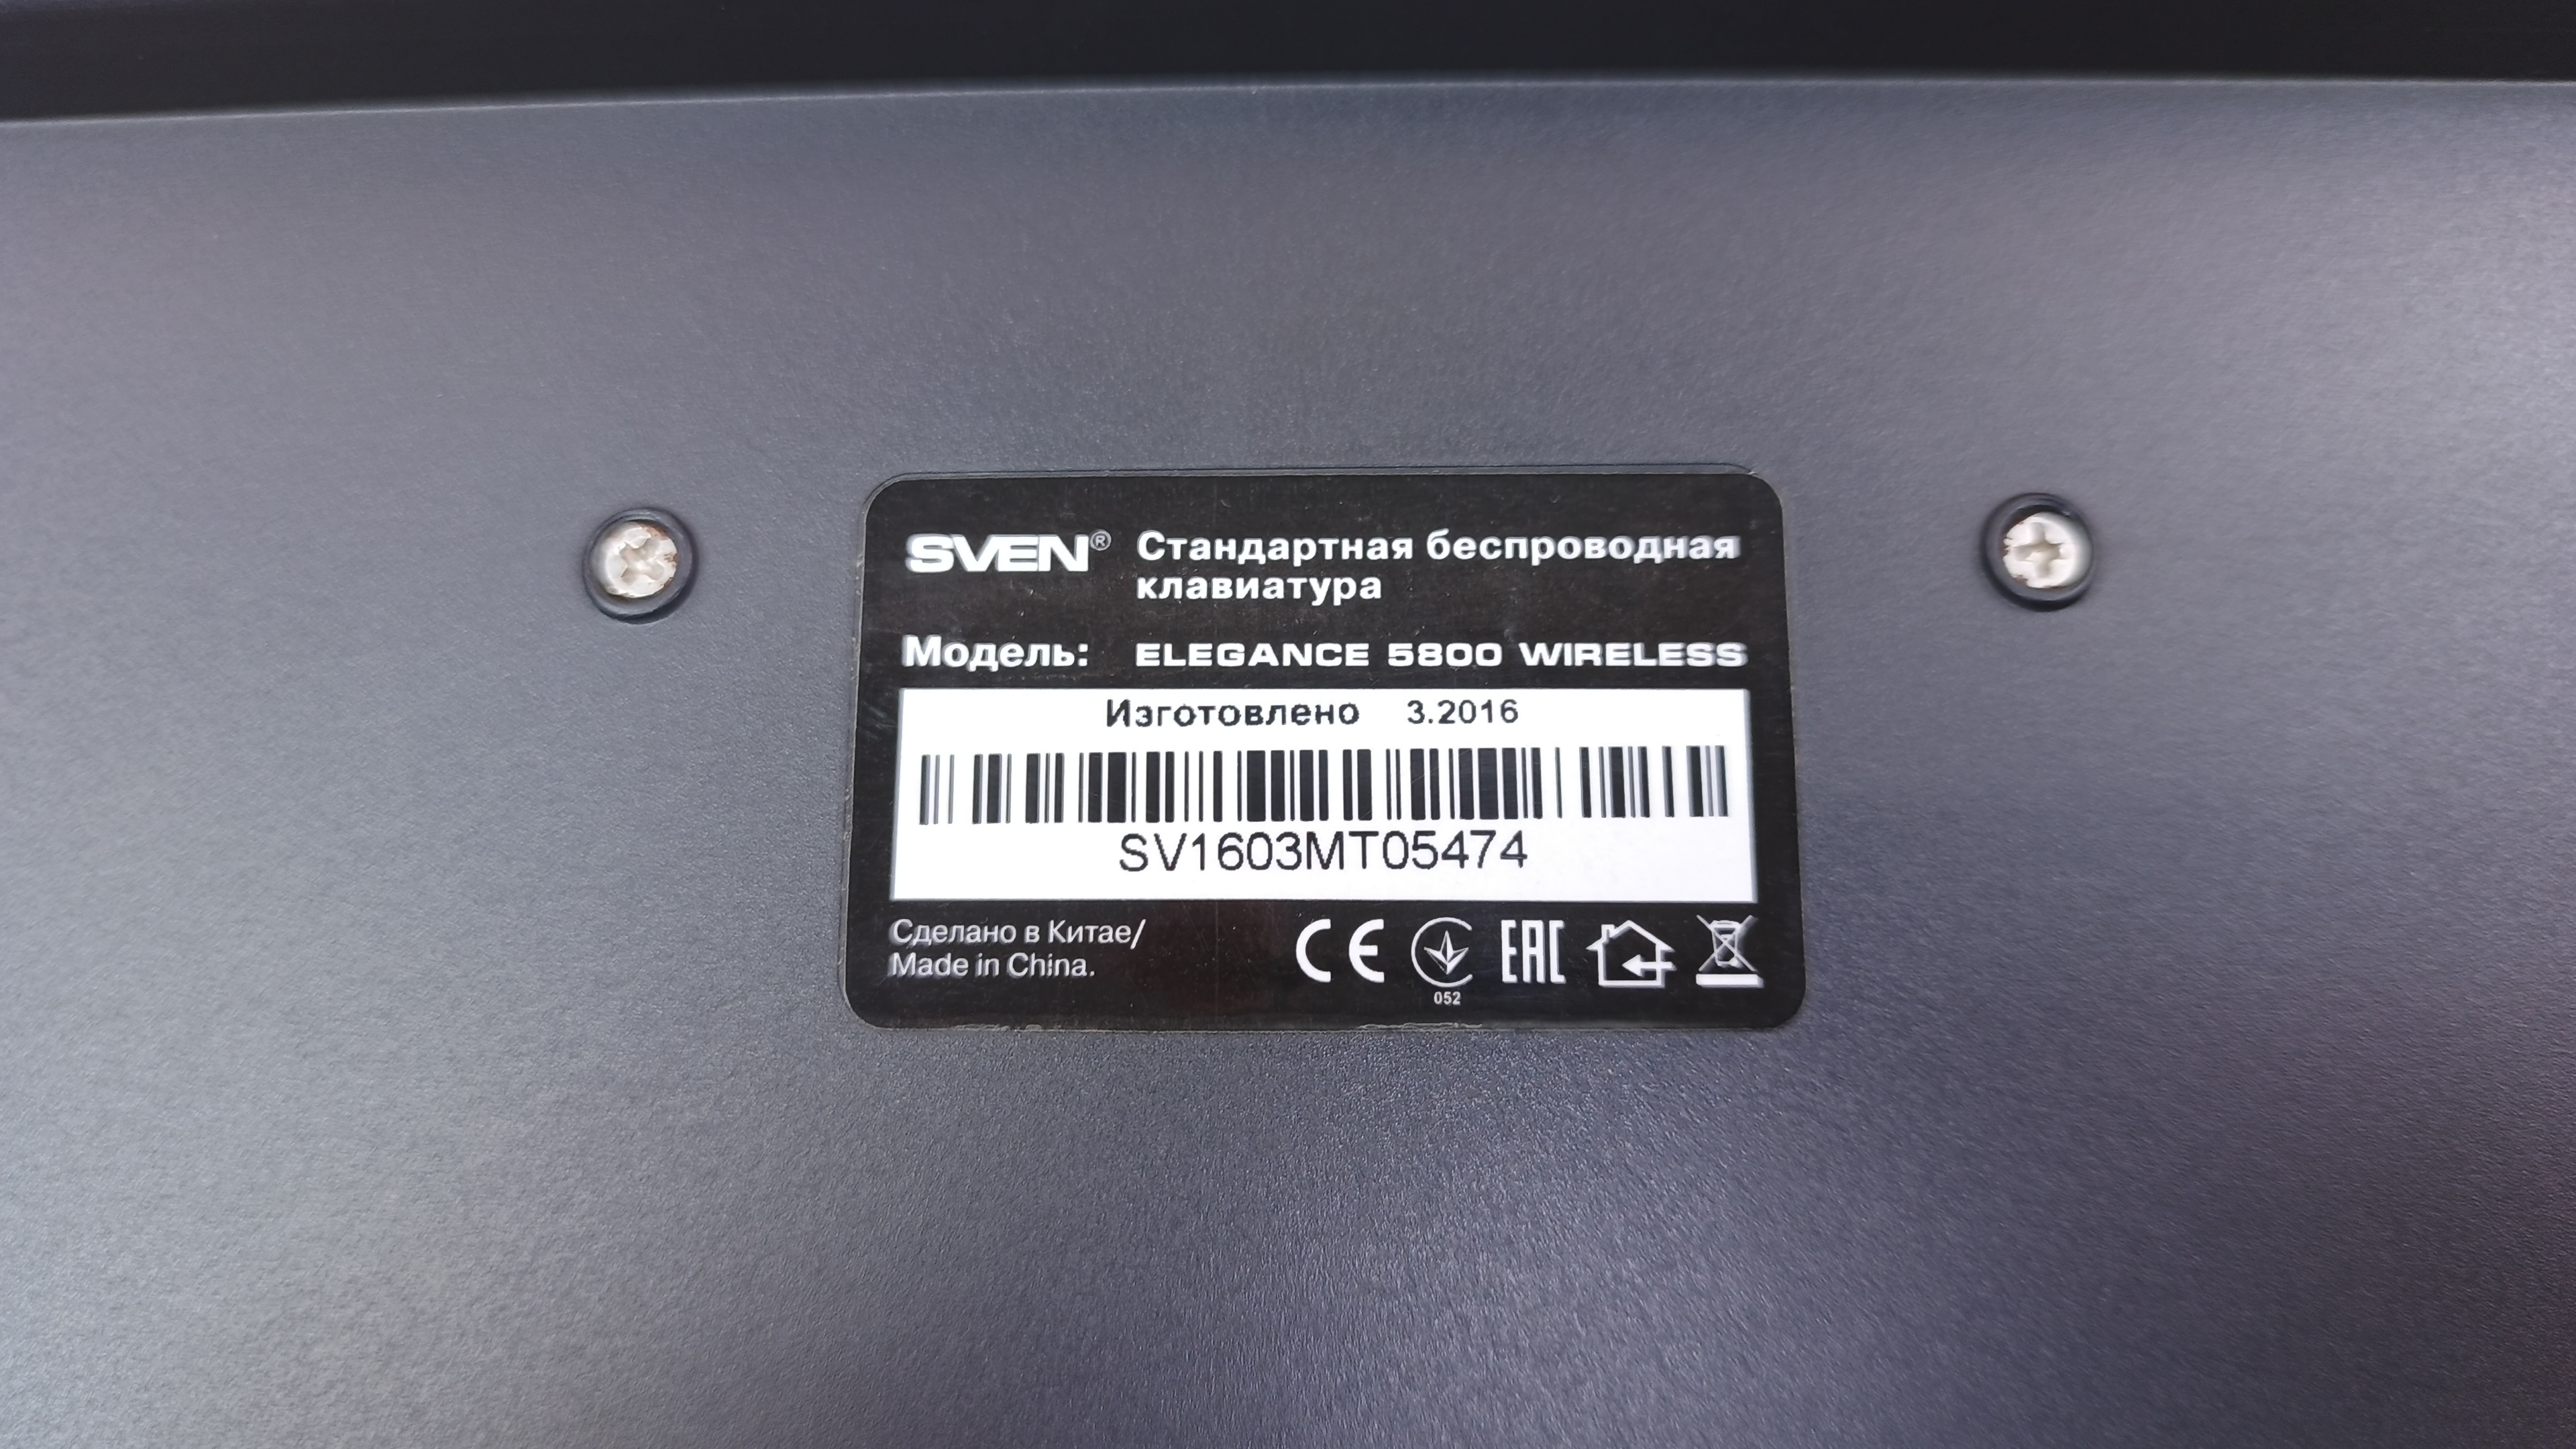 SVEN® Стандартная беспроводная
клавиатура
Модель: ELEGANCE 5800 WIRELESS
Изготовлено 3.2016
SV1603MT05474
Сделано в Китае/
Made in China.
CE EAC
052